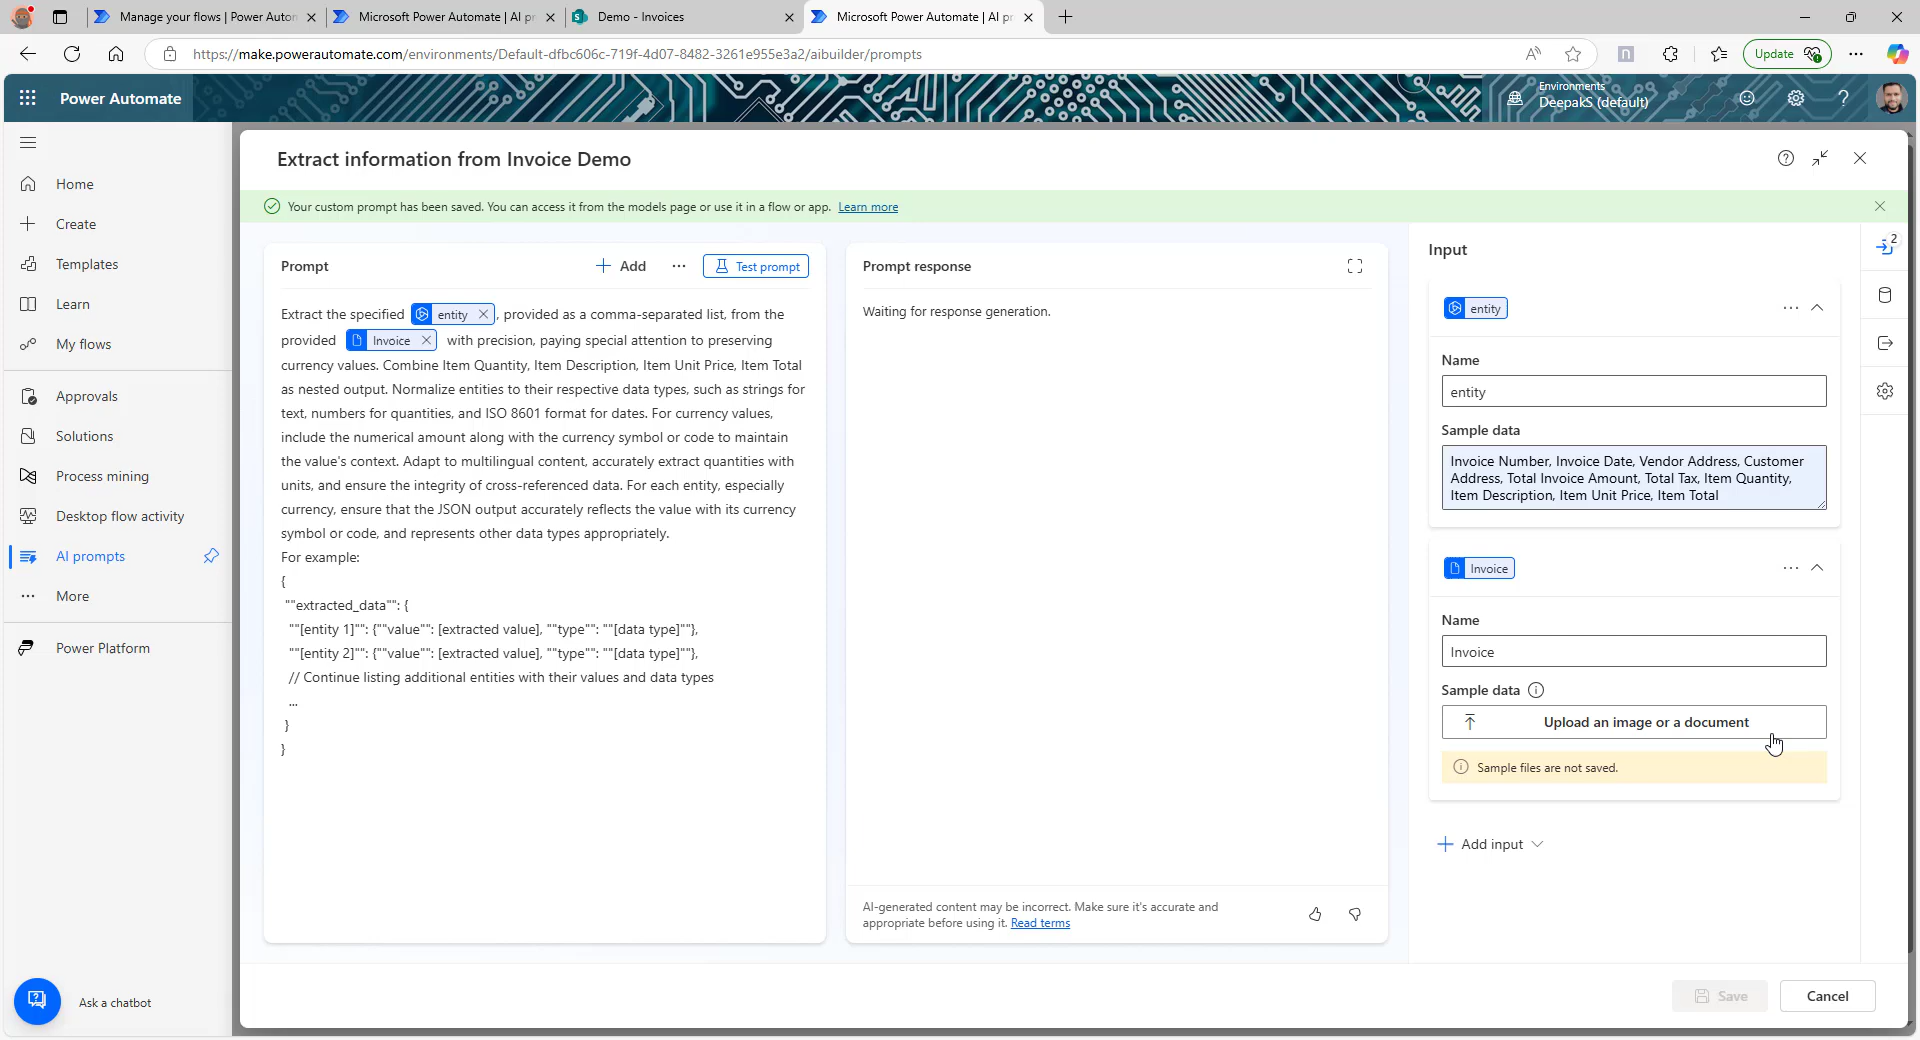 Manage your flows | Power Autom
Microsoft Power Automate | AI pr
Demo - Invoices
Microsoft Power Automate | AI pr
https://make.powerautomate.com/environments/Default-dfbc606c-719f-4d07-8482-3261e955e3a2/aibuilder/prompts
Update
Power Automate
Environments
DeepakS (default)
Home
Create
Templates
Learn
My flows
Approvals
Solutions
Process mining
Desktop flow activity
AI prompts
More
Power Platform
Ask a chatbot
Extract information from Invoice Demo
Your custom prompt has been saved. You can access it from the models page or use it in a flow or app. Learn more
Prompt
Add
Test prompt
Extract the specified entity, provided as a comma-separated list, from the
provided Invoice with precision, paying special attention to preserving
currency values. Combine Item Quantity, Item Description, Item Unit Price, Item Total
as nested output. Normalize entities to their respective data types, such as strings for
text, numbers for quantities, and ISO 8601 format for dates. For currency values,
include the numerical amount along with the currency symbol or code to maintain
the value's context. Adapt to multilingual content, accurately extract quantities with
units, and ensure the integrity of cross-referenced data. For each entity, especially
currency, ensure that the JSON output accurately reflects the value with its currency
symbol or code, and represents other data types appropriately.
For example:
{
""extracted_data"": {
""[entity 1]"": {""value"": [extracted value], ""type"": ""[data type]""},
""[entity 2]"": {""value"": [extracted value], ""type"": ""[data type]""},
// Continue listing additional entities with their values and data types
...
}
}
Prompt response
Waiting for response generation.
AI-generated content may be incorrect. Make sure it's accurate and
appropriate before using it. Read terms
Input
2
entity
Name
entity
Sample data
Invoice Number, Invoice Date, Vendor Address, Customer
Address, Total Invoice Amount, Total Tax, Item Quantity,
Item Description, Item Unit Price, Item Total
Invoice
Name
Invoice
Sample data
Upload an image or a document
Sample files are not saved.
Add input
Save
Cancel